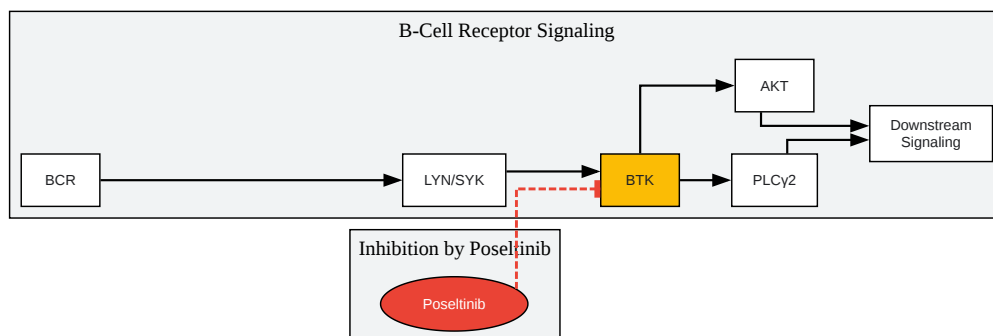 B-Cell Receptor Signaling
AKT
Downstream
Signaling
BCR
LYN/SYK
BTK
PLCγ2
Inhibition by Poseltinib
Poseltinib